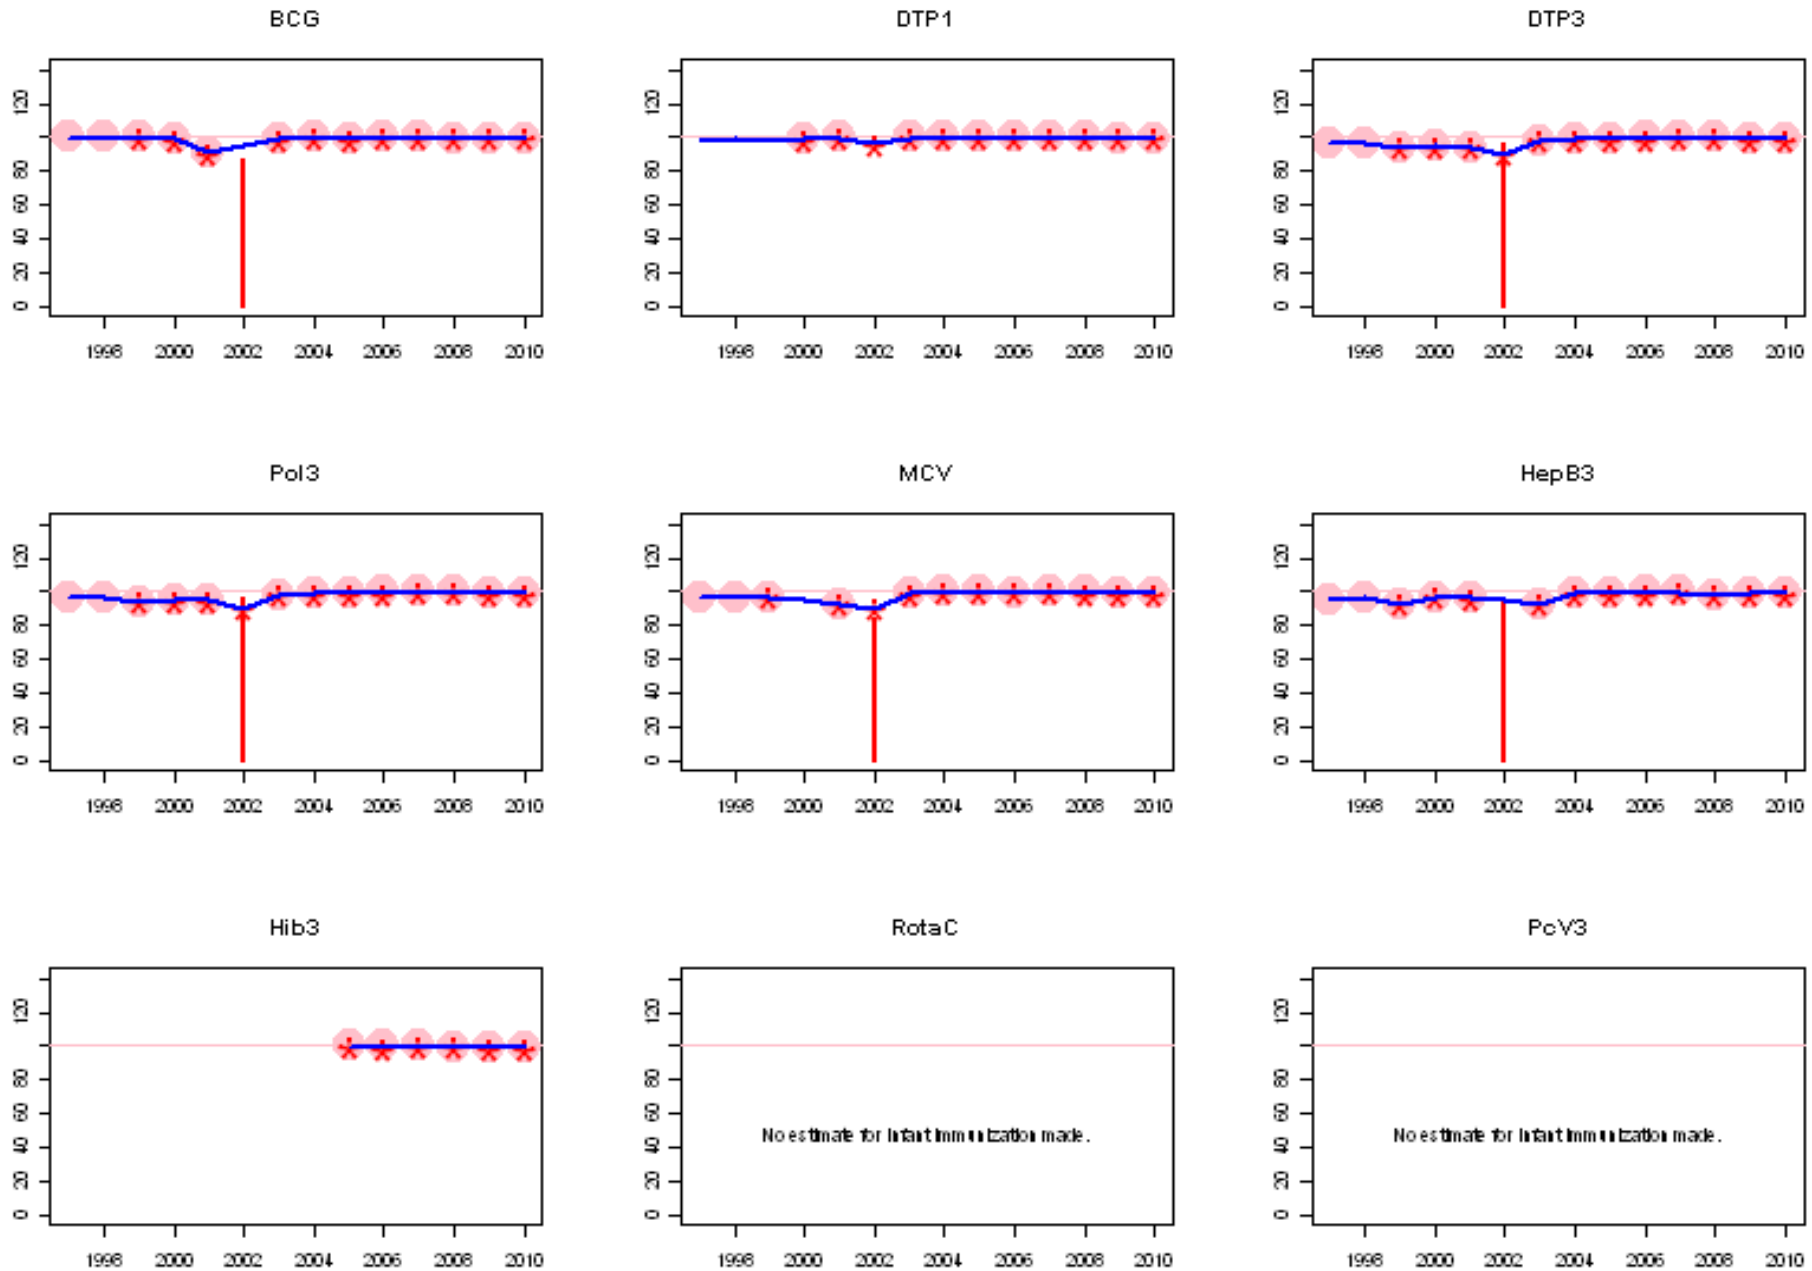 BCG DTP1 DTP3
120 120 120
80 80 80
60 60 60
40 40 40
20 20 20
0 0 0
1998 2000 2002 2004 2006 2008 2010 1998 2000 2002 2004 2006 2008 2010 1998 2000 2002 2004 2006 2008 2010
Pol3 MCV HepB3
120 120 120
80 80 80
60 60 60
40 40 40
20 20 20
0 0 0
1998 2000 2002 2004 2006 2008 2010 1998 2000 2002 2004 2006 2008 2010 1998 2000 2002 2004 2006 2008 2010
Hib3 RotaC PcV3
120 120 120
80 80 80
60 60 60
No estimate for infant immunization made. No estimate for infant immunization made.
40 40 40
20 20 20
0 0 0
1998 2000 2002 2004 2006 2008 2010 1998 2000 2002 2004 2006 2008 2010 1998 2000 2002 2004 2006 2008 2010